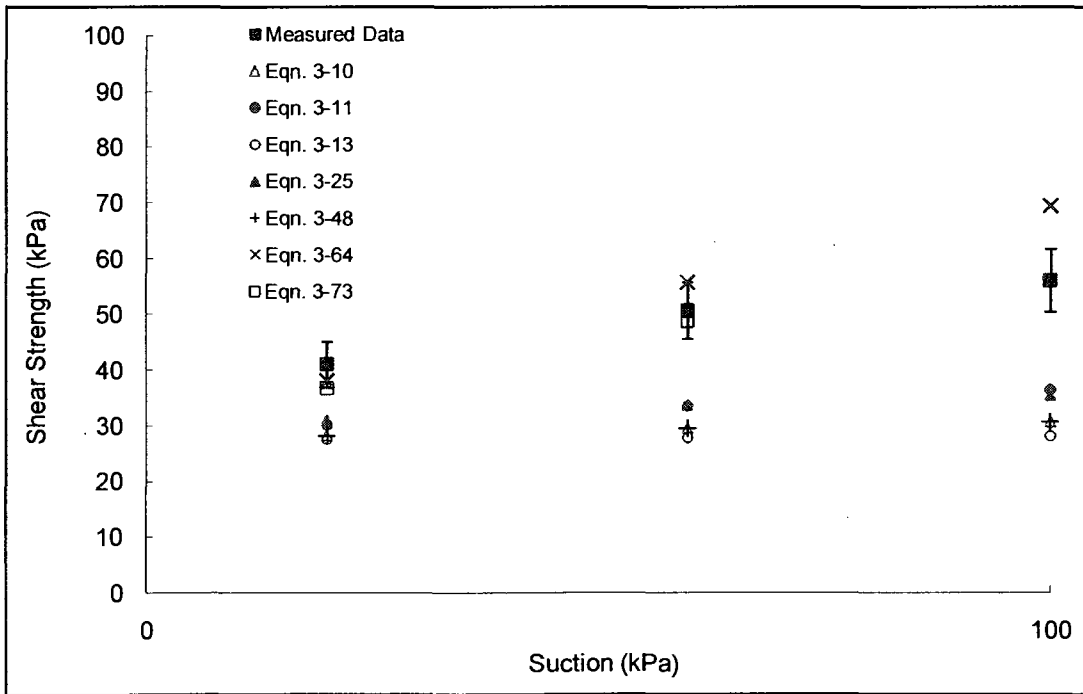 100
90
80
70
60
50
40
30
20
10
0
Shear Strength (kPa)
Measured Data
Eqn. 3-10
Eqn. 3-11
Eqn. 3-13
Eqn. 3-25
Eqn. 3-48
Eqn. 3-64
Eqn. 3-73
0
100
Suction (kPa)